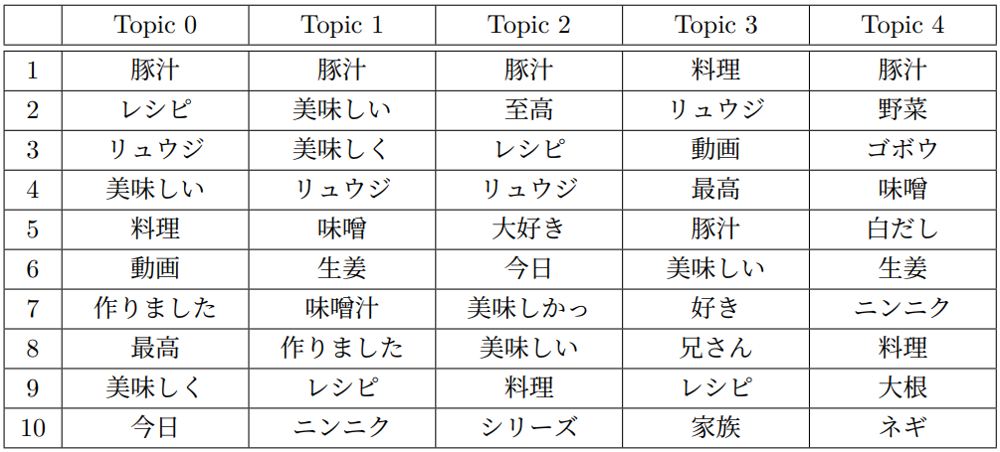 Topic 0 Topic 1 Topic 2 Topic 3 Topic 4
1 豚汁 豚汁 豚汁 料理 豚汁
2 レシピ 美味しい 至高 リュウジ 野菜
3 リュウジ 美味しく レシピ 動画 ゴボウ
4 美味しい リュウジ リュウジ 最高 味噌
5 料理 味噌 大好き 豚汁 白だし
6 動画 生姜 今日 美味しい 生姜
7 作りました 味噌汁 美味しかっ 好き ニンニク
8 最高 作りました 美味しい 兄さん 料理
9 美味しく レシピ 料理 レシピ 大根
10 今日 ニンニク シリーズ 家族 ネギ